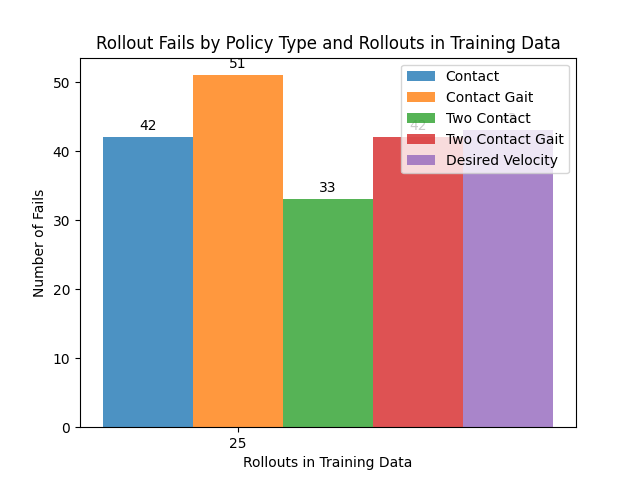 Rollout Fails by Policy Type and Rollouts in Training Data
51
42
33
42
Contact
Contact Gait
Two Contact
Two Contact Gait
Desired Velocity
50
40
30
20
10
0
Number of Fails
25
Rollouts in Training Data